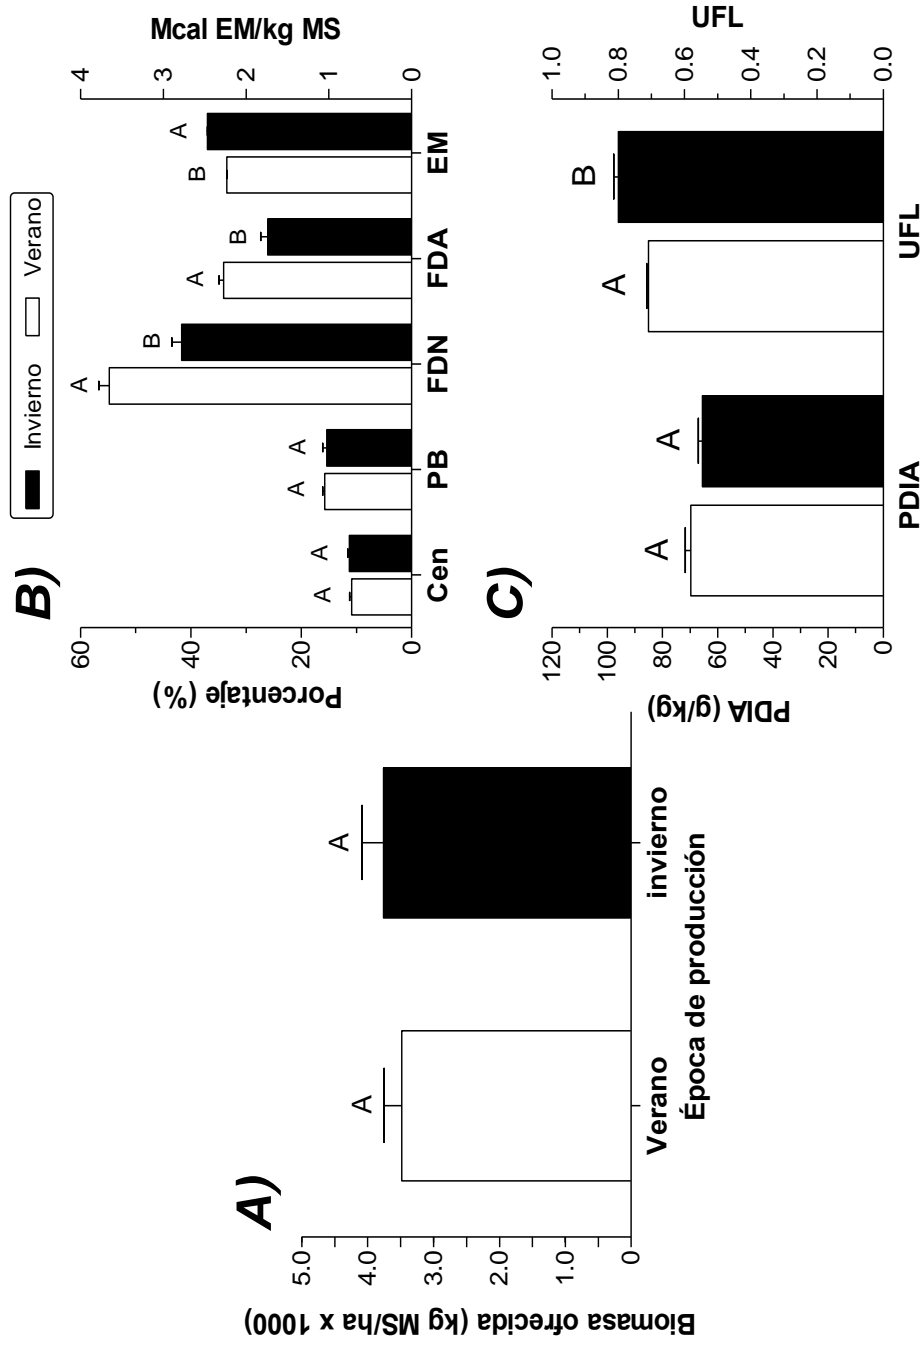 A)
Biomasa ofrecida (kg MS/ha x 1000)
5.0
4.0
3.0
2.0
1.0
0
A
A
Verano
invierno
Época de producción
Invierno
Verano
B)
Porcentaje (%)
60
40
20
0
A
A
A
A
A
B
A
B
B
A
Cen
PB
FDN
FDA
EM
Mcal EM/kg MS
4
3
2
1
0
C)
PDIA (g/kg)
120
100
80
60
40
20
0
A
A
A
B
PDIA
UFL
UFL
1.0
0.8
0.6
0.4
0.2
0.0